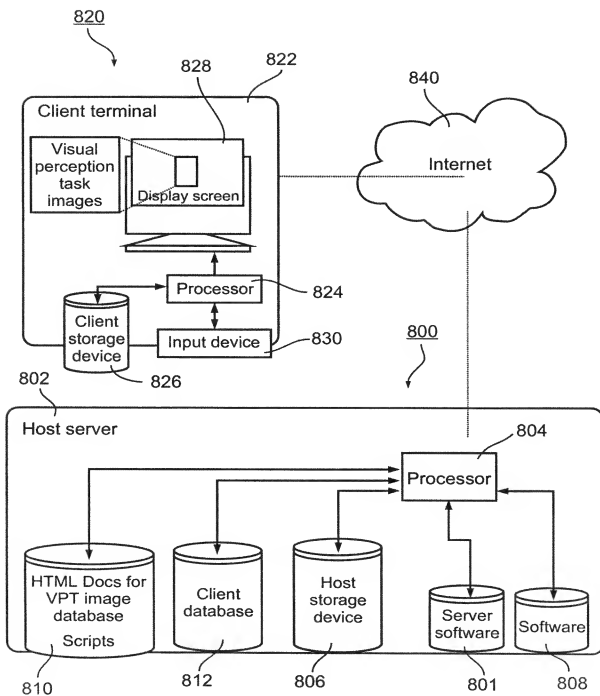 820
828
822
840
Client terminal
Visual
perception
task
images
Display screen
Internet
Processor
824
Client
storage
device
826
Input device
830
800
802
Host server
804
Processor
HTML Docs for
VPT image
database
Scripts
Client
database
Host
storage
device
Server
software
Software
810
812
806
801
808